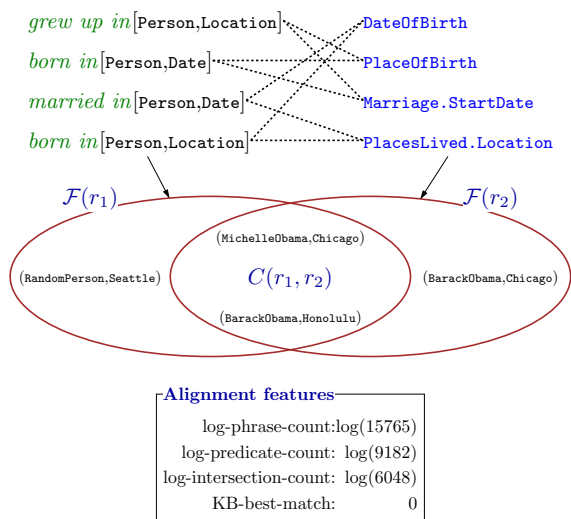 grew up in[Person,Location] DateOfBirth
born in[Person,Date] PlaceOfBirth
married in[Person,Date] Marriage.StartDate
born in[Person,Location] PlacesLived.Location
F(r1) F(r2)
(MichelleObama,Chicago)
(RandomPerson,Seattle) C(r1, r2) (BarackObama,Chicago)
(BarackObama,Honolulu)
Alignment features
log-phrase-count:log(15765)
log-predicate-count: log(9182)
log-intersection-count: log(6048)
KB-best-match: 0